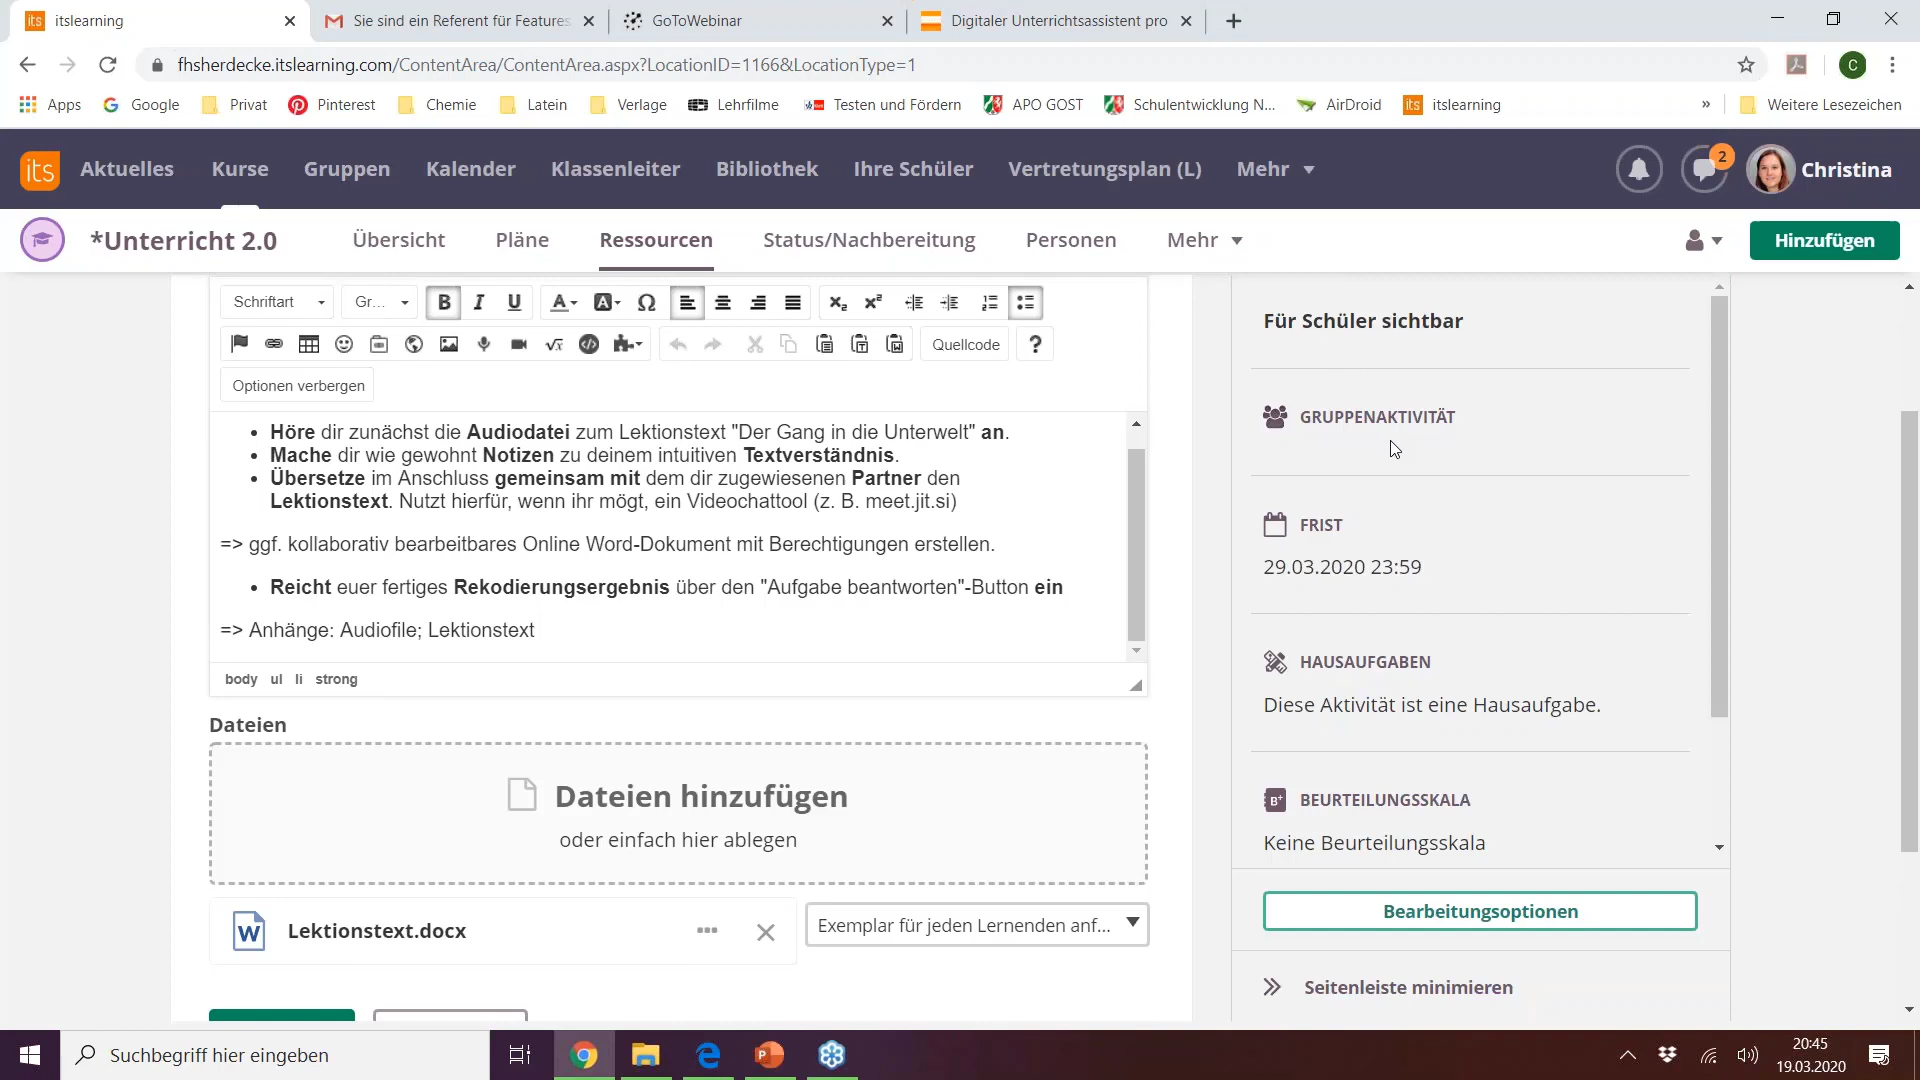 itslearning
Sie sind ein Referent für Features
GoToWebinar
Digitaler Unterrichtsassistent pro
fhsherdecke.itslearning.com/ContentArea/ContentArea.aspx?LocationID=1166&LocationType=1
C
Apps Google Privat Pinterest Chemie Latein Verlage Lehrfilme Testen und Fördern APO GOST Schulentwicklung N... AirDroid itslearning » Weitere Lesezeichen
its Aktuelles Kurse Gruppen Kalender Klassenleiter Bibliothek Ihre Schüler Vertretungsplan (L) Mehr 2 Christina
*Unterricht 2.0 Übersicht Pläne Ressourcen Status/Nachbereitung Personen Mehr Hinzufügen
Schriftart Gr... B I U A A Ω x₂ x²
Quellcode ?
Optionen verbergen
• Höre dir zunächst die Audiodatei zum Lektionstext "Der Gang in die Unterwelt" an.
• Mache dir wie gewohnt Notizen zu deinem intuitiven Textverständnis.
• Übersetze im Anschluss gemeinsam mit dem dir zugewiesenen Partner den
Lektionstext. Nutzt hierfür, wenn ihr mögt, ein Videochattool (z. B. meet.jit.si)
=> ggf. kollaborativ bearbeitbares Online Word-Dokument mit Berechtigungen erstellen.
• Reicht euer fertiges Rekodierungsergebnis über den "Aufgabe beantworten"-Button ein
=> Anhänge: Audiofile; Lektionstext
body ul li strong
Dateien
Dateien hinzufügen
oder einfach hier ablegen
Lektionstext.docx
Exemplar für jeden Lernenden anf...
Für Schüler sichtbar
GRUPPENAKTIVITÄT
FRIST
29.03.2020 23:59
HAUSAUFGABEN
Diese Aktivität ist eine Hausaufgabe.
B+ BEURTEILUNGSSKALA
Keine Beurteilungsskala
Bearbeitungsoptionen
Seitenleiste minimieren
Suchbegriff hier eingeben
20:45
19.03.2020